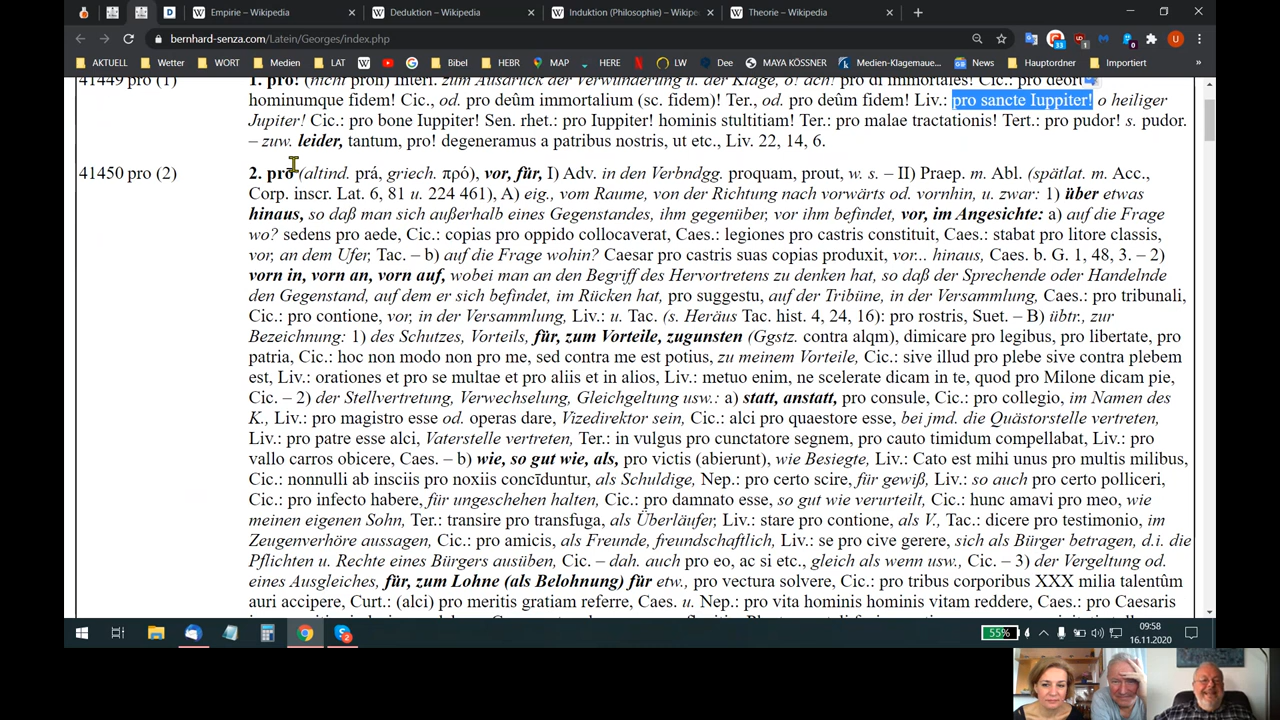 Empirie – Wikipedia
Deduktion – Wikipedia
Induktion (Philosophie) – Wikipe
Theorie – Wikipedia
bernhard-senza.com/Latein/Georges/index.php
Apps Wetter WORT Medien LAT Bibel HEBR MAP HERE LW Dee MAYA KÖSSNER Medien-Klagemaue... News Honorartechnik Importiert
41449 pro (1) 1. pro! (nicht proh) Interi. zum Ausdruck der Verwunderung u. der Klage, o! ach! pro di immortales! Cic.: pro deor
hominumque fidem! Cic., od. pro deûm immortalium (sc. fidem)! Ter., od. pro deûm fidem! Liv.: pro sancte Iuppiter! o heiliger
Jupiter! Cic.: pro bone Iuppiter! Sen. rhet.: pro Iuppiter! hominis stultitiam! Ter.: pro malae tractationis! Tert.: pro pudor! s. pudor.
– zuw. leider, tantum, pro! degeneramus a patribus nostris, ut etc., Liv. 22, 14, 6.
41450 pro (2) 2. pro (altind. prá, griech. πρό), vor, für, I) Adv. in den Verbndgg. proquam, prout, w. s. – II) Praep. m. Abl. (spätlat. m. Acc.,
Corp. inscr. Lat. 6, 81 u. 224 461), A) eig., vom Raume, von der Richtung nach vorwärts od. vornhin, u. zwar: 1) über etwas
hinaus, so daß man sich außerhalb eines Gegenstandes, ihm gegenüber, vor ihm befindet, vor, im Angesichte: a) auf die Frage
wo? sedens pro aede, Cic.: copias pro oppido collocaverat, Caes.: legiones pro castris constituit, Caes.: stabat pro litore classis,
vor, an dem Ufer, Tac. – b) auf die Frage wohin? Caesar pro castris suas copias produxit, vor... hinaus, Caes. b. G. 1, 48, 3. – 2)
vorn in, vorn an, vorn auf, wobei man an den Begriff des Hervortretens zu denken hat, so daß der Sprechende oder Handelnde
den Gegenstand, auf dem er sich befindet, im Rücken hat, pro suggestu, auf der Tribüne, in der Versammlung, Caes.: pro tribunali,
Cic.: pro contione, vor, in der Versammlung, Liv.: u. Tac. (s. Heräus Tac. hist. 4, 24, 16): pro rostris, Suet. – B) übtr., zur
Bezeichnung: 1) des Schutzes, Vorteils, für, zum Vorteile, zugunsten (Ggstz. contra alqm), dimicare pro legibus, pro libertate, pro
patria, Cic.: hoc non modo non pro me, sed contra me est potius, zu meinem Vorteile, Cic.: sive illud pro plebe sive contra plebem
est, Liv.: orationes et pro se multae et pro aliis et in alios, Liv.: metuo enim, ne scelerate dicam in te, quod pro Milone dicam pie,
Cic. – 2) der Stellvertretung, Verwechselung, Gleichgeltung usw.: a) statt, anstatt, pro consule, Cic.: pro collegio, im Namen des
K., Liv.: pro magistro esse od. operas dare, Vizedirektor sein, Cic.: alci pro quaestore esse, bei jmd. die Quästorstelle vertreten,
Liv.: pro patre esse alci, Vaterstelle vertreten, Ter.: in vulgus pro cunctatore segnem, pro cauto timidum compellabat, Liv.: pro
vallo carros obicere, Caes. – b) wie, so gut wie, als, pro victis (abierunt), wie Besiegte, Liv.: Cato est mihi unus pro multis milibus,
Cic.: nonnulli ab insciis pro noxiis concīduntur, als Schuldige, Nep.: pro certo scire, für gewiß, Liv.: so auch pro certo polliceri,
Cic.: pro infecto habere, für ungeschehen halten, Cic.: pro damnato esse, so gut wie verurteilt, Cic.: hunc amavi pro meo, wie
meinen eigenen Sohn, Ter.: transire pro transfuga, als Überläufer, Liv.: stare pro contione, als V., Tac.: dicere pro testimonio, im
Zeugenverhöre aussagen, Cic.: pro amicis, als Freunde, freundschaftlich, Liv.: se pro cive gerere, sich als Bürger betragen, d.i. die
Pflichten u. Rechte eines Bürgers ausüben, Cic. – dah. auch pro eo, ac si etc., gleich als wenn usw., Cic. – 3) der Vergeltung od.
eines Ausgleiches, für, zum Lohne (als Belohnung) für etw., pro vectura solvere, Cic.: pro tribus corporibus XXX milia talentûm
auri accipere, Curt.: (alci) pro meritis gratiam referre, Caes. u. Nep.: pro vita hominis hominis vitam reddere, Caes.: pro Caesaris
55%
09:58
16.11.2020